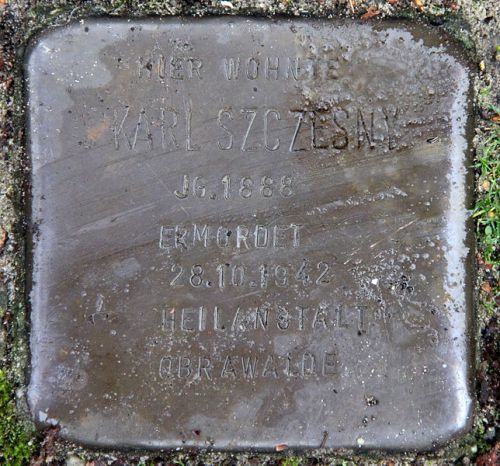 HIER WOHNTE
KARL SZCZESNY
JG. 1888
ERMORDET
28.10.1942
HEILANSTALT
OBRAWALDE